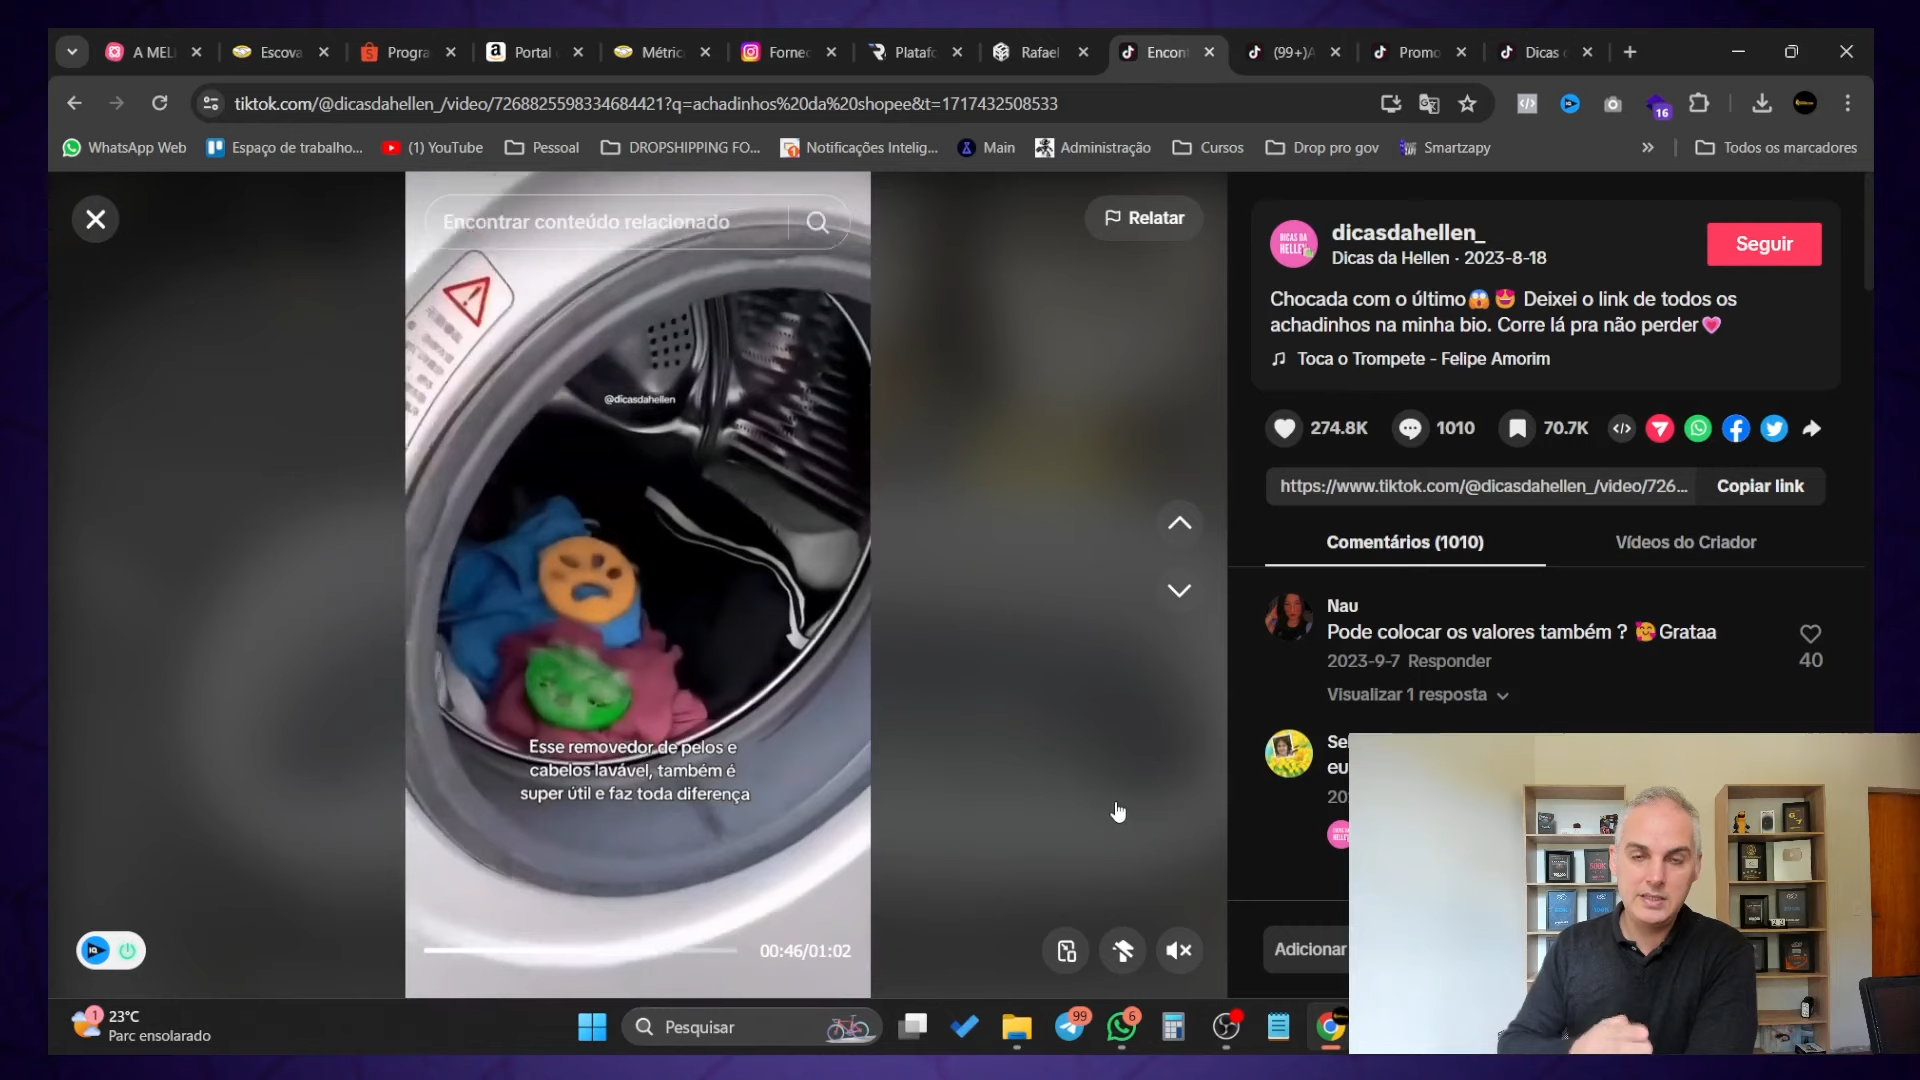 A MEL
Escova
Progra
Portal
Métric
Fornec
Platafo
Rafael
Encont
(99+)
Promo
Dicas
tiktok.com/@dicasdahellen_/video/7268825598334684421?q=achadinhos%20da%20shopee&t=1717432508533
16
WhatsApp Web
Espaço de trabalho...
(1) YouTube
Pessoal
DROPSHIPPING FO...
Notificações Intelig...
Main
Administração
Cursos
Drop pro gov
Smartzapy
»
Todos os marcadores
Encontrar conteúdo relacionado
Relatar
@dicasdahellen
Esse removedor de pelos e
cabelos lavável, também é
super útil e faz toda diferença
00:46/01:02
DICAS DA
HELLEN
dicasdahellen_
Dicas da Hellen · 2023-8-18
Seguir
Chocada com o último😱🤩 Deixei o link de todos os
achadinhos na minha bio. Corre lá pra não perder💗
Toca o Trompete - Felipe Amorim
274.8K
1010
70.7K
https://www.tiktok.com/@dicasdahellen_/video/726...
Copiar link
Comentários (1010)
Vídeos do Criador
Nau
Pode colocar os valores também ? 🥰Grataa
2023-9-7 Responder
40
Visualizar 1 resposta
Se
eu
20
Adicionar
1
23°C
Parc ensolarado
Pesquisar
99
6